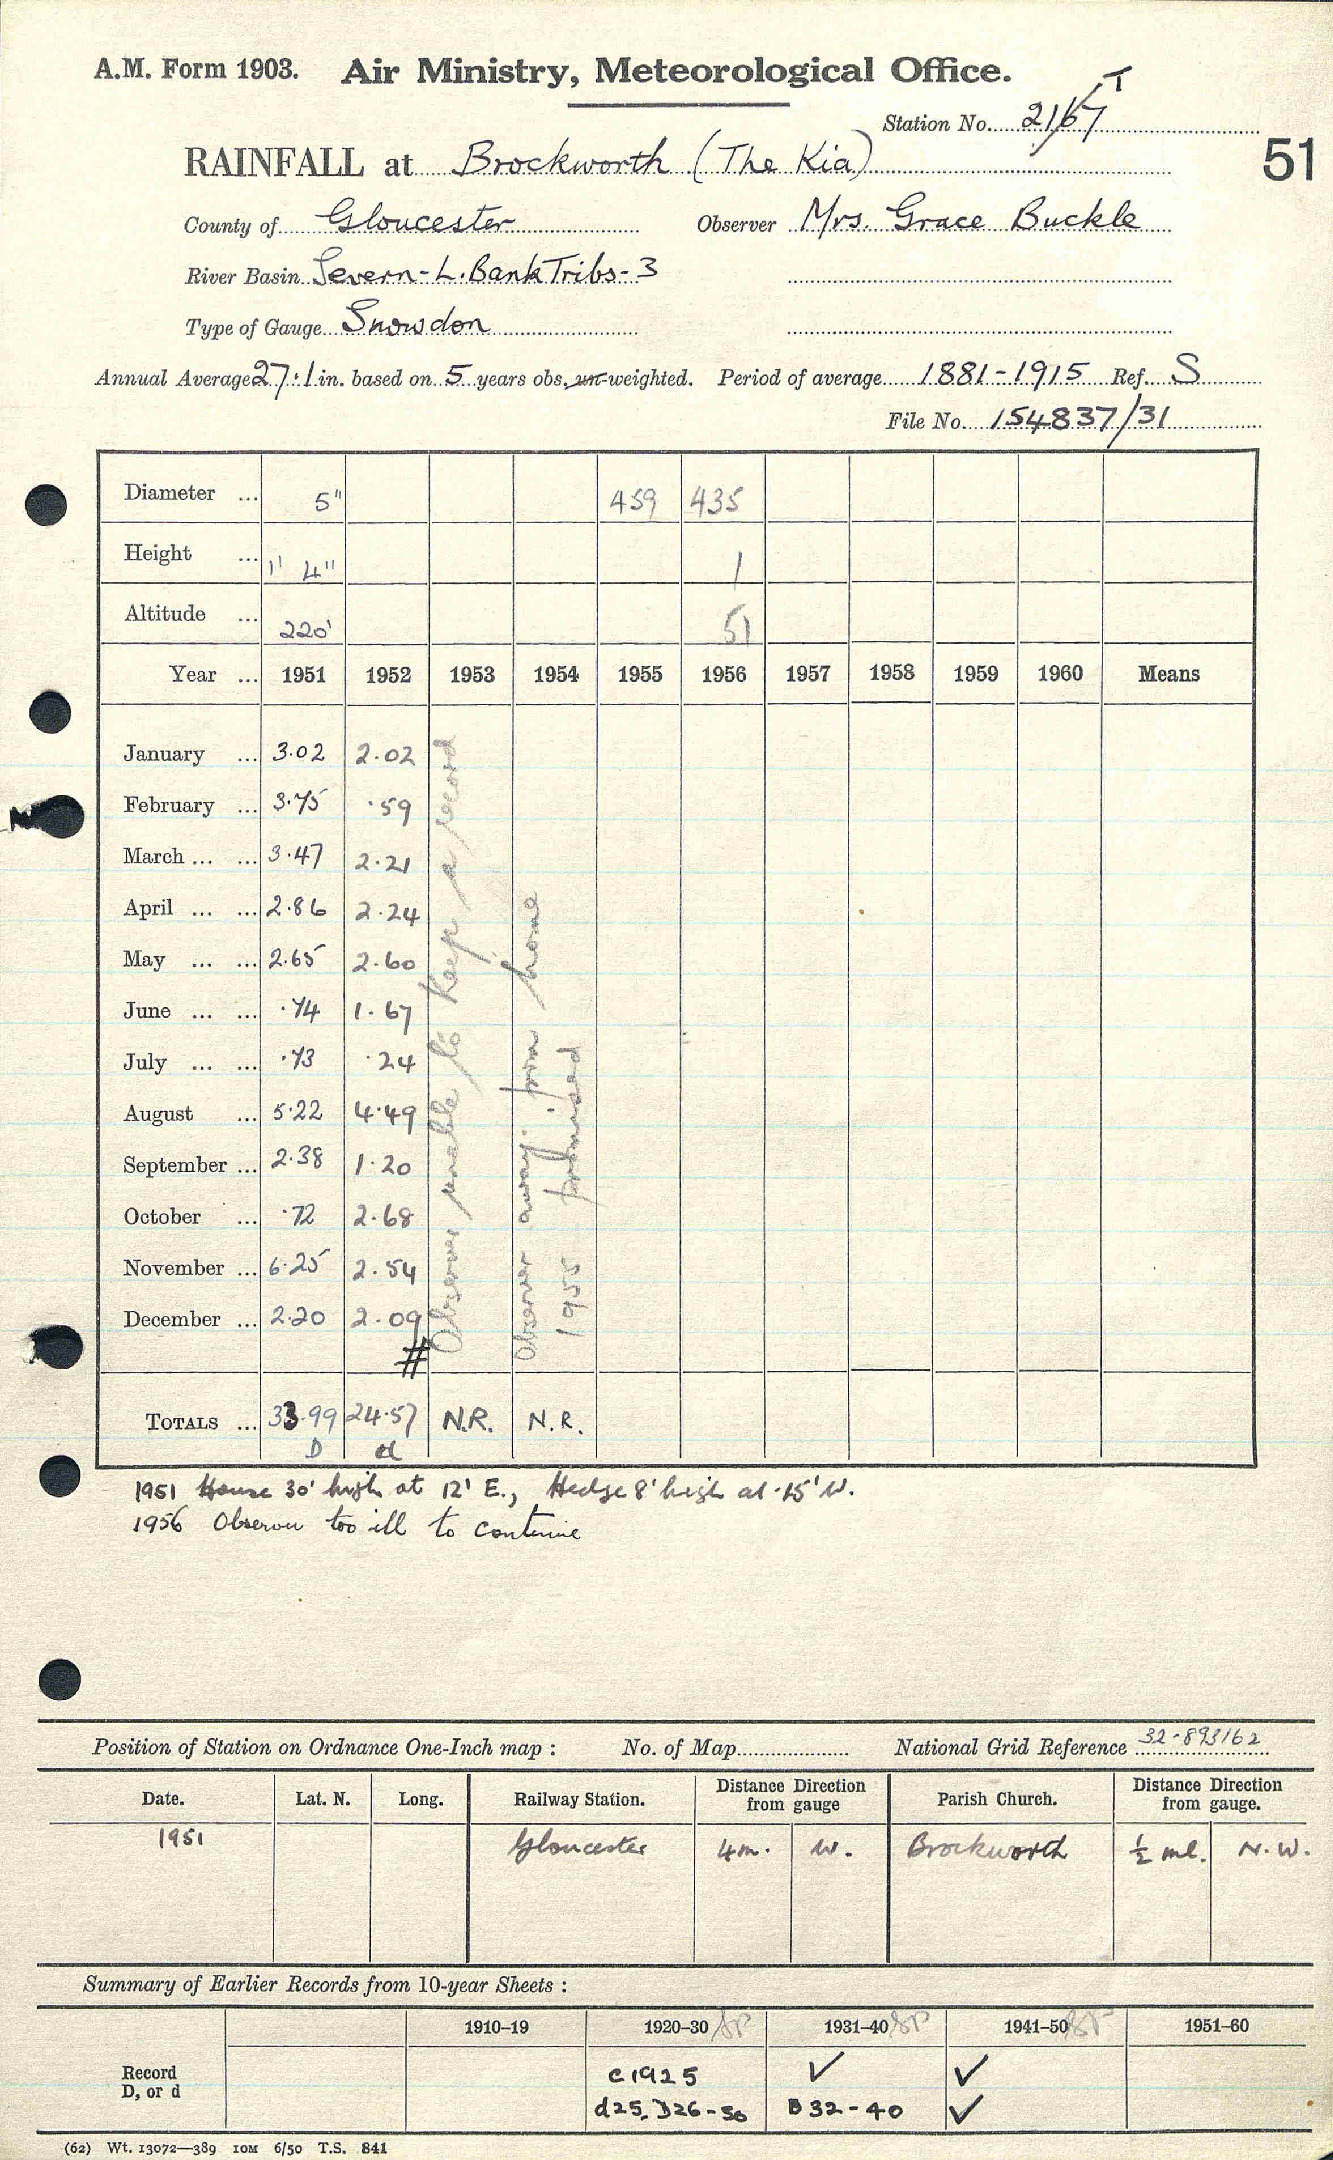 A.M. Form 1903. Air Ministry, Meteorological Office.
Station No. 2167 T
51
RAINFALL at Brockworth (The Kia)
County of Gloucester Observer Mrs. Grace Buckle
River Basin Severn-L.Bank Tribs-3
Type of Gauge Snowdon
Annual Average 27.1 in. based on 5 years obs. un-weighted. Period of average 1881-1915 Ref. S
File No. 154837/31
Diameter ... 5" 459 435
Height ... 1' 4" 1
Altitude ... 220' 51
Year ... 1951 1952 1953 1954 1955 1956 1957 1958 1959 1960 Means
January ... 3.02 2.02
February ... 3.75 .59
March ... ... 3.47 2.21
April ... ... 2.86 2.24
May ... ... 2.65 2.60
June ... ... .74 1.67
July ... ... .73 .24
August ... 5.22 4.49
September ... 2.38 1.20
October ... .72 2.68
November ... 6.25 2.54
December ... 2.20 2.09
#
Observer unable to keep a record
Observer away from home
1955 promised
TOTALS ... 33.99 24.57 N.R. N.R.
D d
1951 House 30' high at 12' E., Hedge 8' high at 15' W.
1956 Observer too ill to continue
Position of Station on Ordnance One-Inch map : No. of Map National Grid Reference 32-893162
Date. Lat. N. Long. Railway Station. Distance Direction from gauge Parish Church. Distance Direction from gauge.
1951 Gloucester 4m. W. Brockworth ½ ml. N.W.
Summary of Earlier Records from 10-year Sheets :
1910–19 1920–30 1931–40 1941–50 1951–60
Record c1925 ✓ ✓
D, or d d25, D26-30 D32-40 ✓
(62) Wt. 13072—389 10M 6/50 T.S. 841